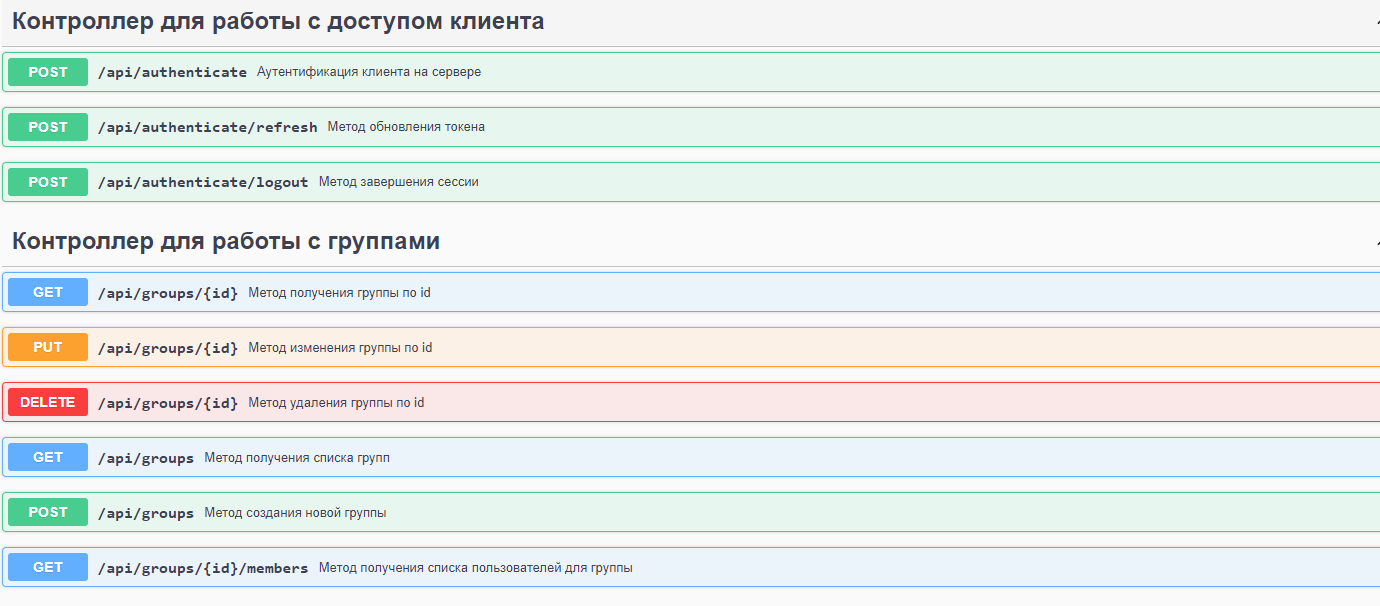 Контроллер для работы с доступом клиента
POST /api/authenticate Аутентификация клиента на сервере
POST /api/authenticate/refresh Метод обновления токена
POST /api/authenticate/logout Метод завершения сессии
Контроллер для работы с группами
GET /api/groups/{id} Метод получения группы по id
PUT /api/groups/{id} Метод изменения группы по id
DELETE /api/groups/{id} Метод удаления группы по id
GET /api/groups Метод получения списка групп
POST /api/groups Метод создания новой группы
GET /api/groups/{id}/members Метод получения списка пользователей для группы